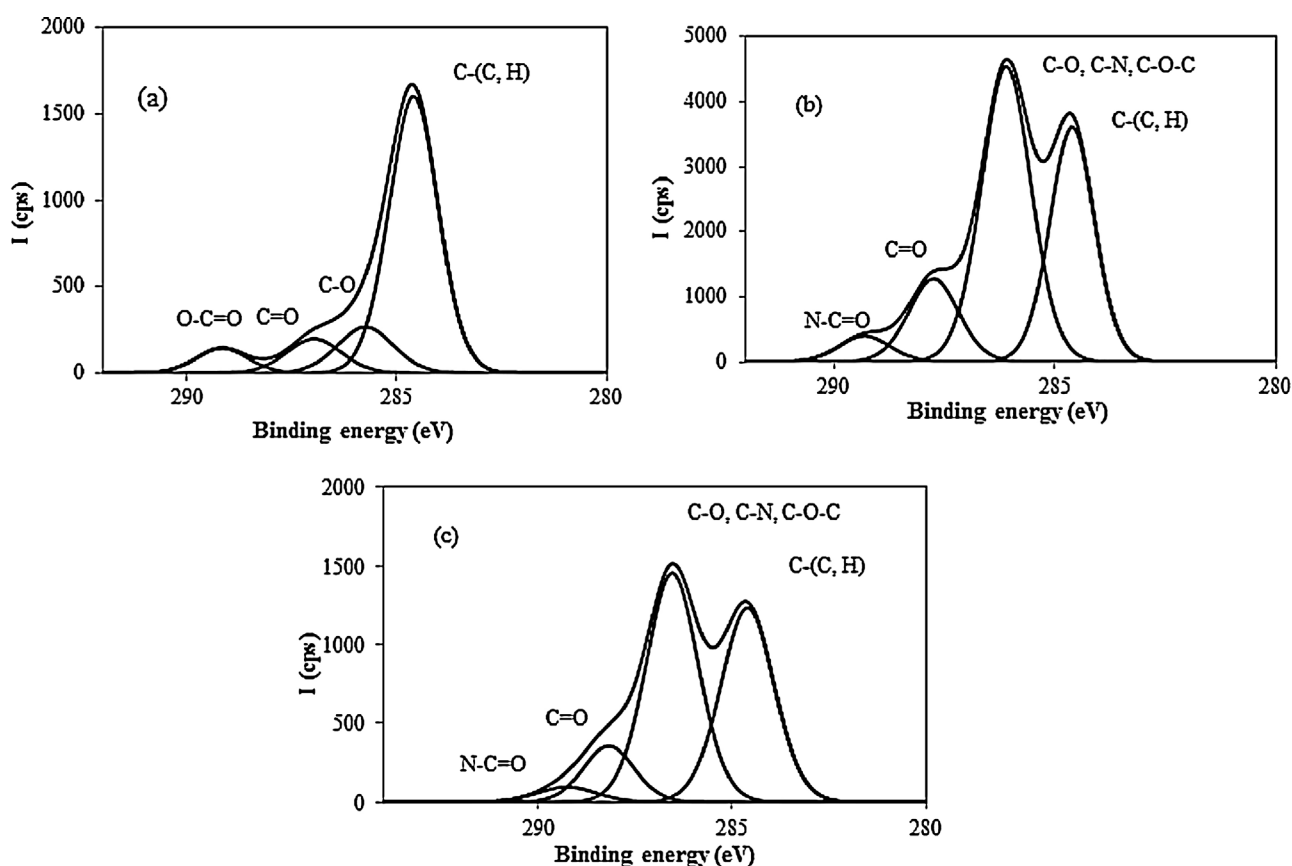 2000
1500
1000
500
0
I (cps)
(a)
C-(C, H)
C-O
C=O
O-C=O
290
285
280
Binding energy (eV)
5000
4000
3000
2000
1000
0
I (cps)
(b)
C-O, C-N, C-O-C
C-(C, H)
C=O
N-C=O
290
285
280
Binding energy (eV)
2000
1500
1000
500
0
I (cps)
(c)
C-O, C-N, C-O-C
C-(C, H)
C=O
N-C=O
290
285
280
Binding energy (eV)